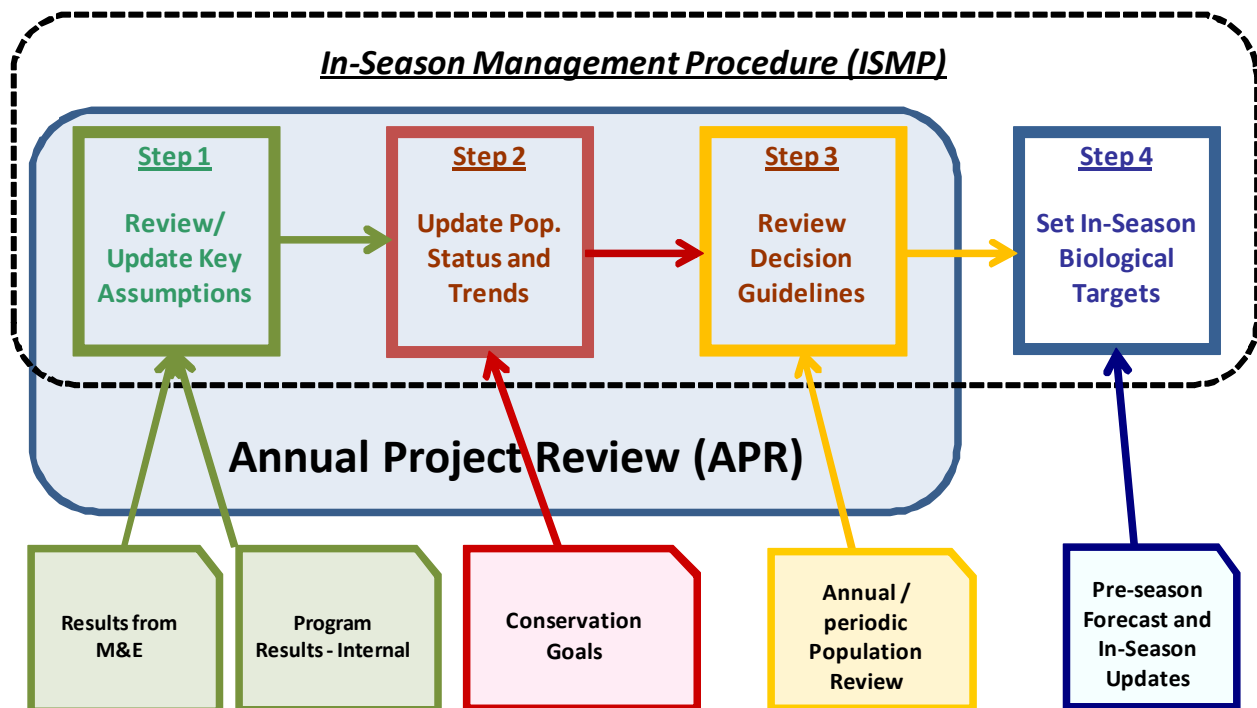 In-Season Management Procedure (ISMP)
Step 1
Review/
Update Key
Assumptions
Step 2
Update Pop.
Status and
Trends
Step 3
Review
Decision
Guidelines
Step 4
Set In-Season
Biological
Targets
Annual Project Review (APR)
Results from
M&E
Program
Results - Internal
Conservation
Goals
Annual /
periodic
Population
Review
Pre-season
Forecast and
In-Season
Updates